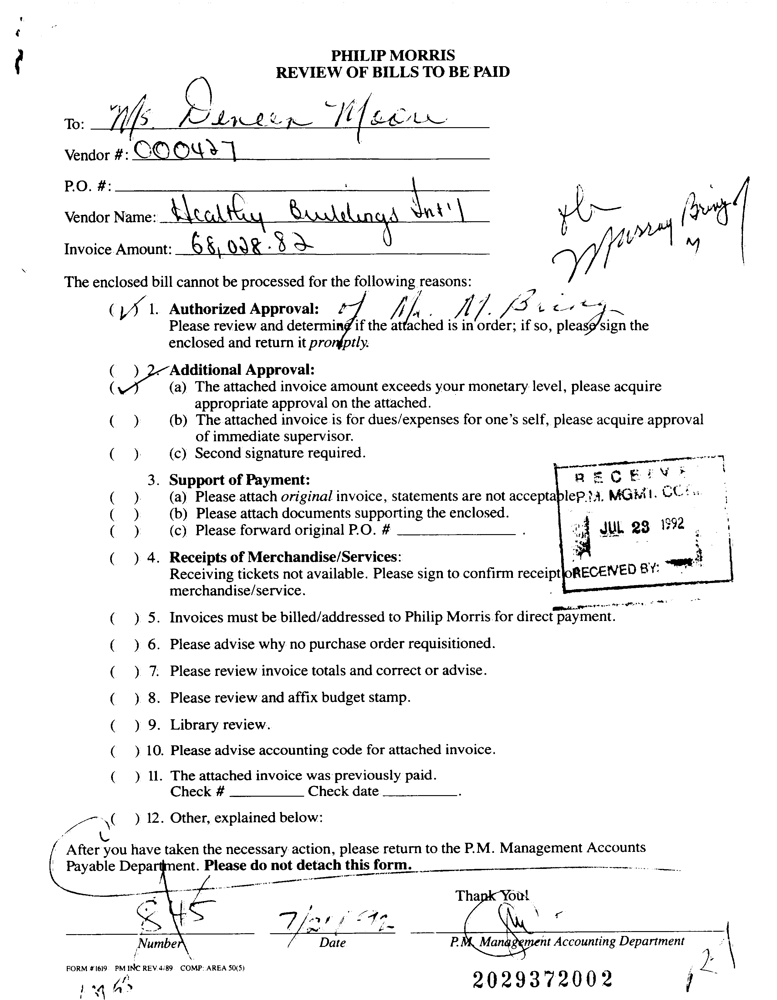 PHILIP MORRIS
REVIEW OF BILLS TO BE PAID
To: Ms. Deneen Moore
Vendor #: 000427
P.O. #:
Vendor Name: Healthy Buildings Int'l
Invoice Amount: 68,028.82
Murray Bring
The enclosed bill cannot be processed for the following reasons:
(✓) 1. Authorized Approval: of Mr. M. Bring
Please review and determine if the attached is in order; if so, please sign the
enclosed and return it promptly.
( ) 2. Additional Approval:
(✓) (a) The attached invoice amount exceeds your monetary level, please acquire
appropriate approval on the attached.
( ) (b) The attached invoice is for dues/expenses for one's self, please acquire approval
of immediate supervisor.
( ) (c) Second signature required.
3. Support of Payment:
( ) (a) Please attach original invoice, statements are not acceptable
( ) (b) Please attach documents supporting the enclosed.
( ) (c) Please forward original P.O. # .
P.M. MGMT.
JUL 23 1992
RECEIVED BY:
( ) 4. Receipts of Merchandise/Services:
Receiving tickets not available. Please sign to confirm receipt
merchandise/service.
( ) 5. Invoices must be billed/addressed to Philip Morris for direct payment.
( ) 6. Please advise why no purchase order requisitioned.
( ) 7. Please review invoice totals and correct or advise.
( ) 8. Please review and affix budget stamp.
( ) 9. Library review.
( ) 10. Please advise accounting code for attached invoice.
( ) 11. The attached invoice was previously paid.
Check # Check date .
( ) 12. Other, explained below:
After you have taken the necessary action, please return to the P.M. Management Accounts
Payable Department. Please do not detach this form.
Thank You!
845 7/21/92
Number Date P.M. Management Accounting Department
FORM #1619 PM INC REV 4/89 COMP: AREA 50(5)
2029372002